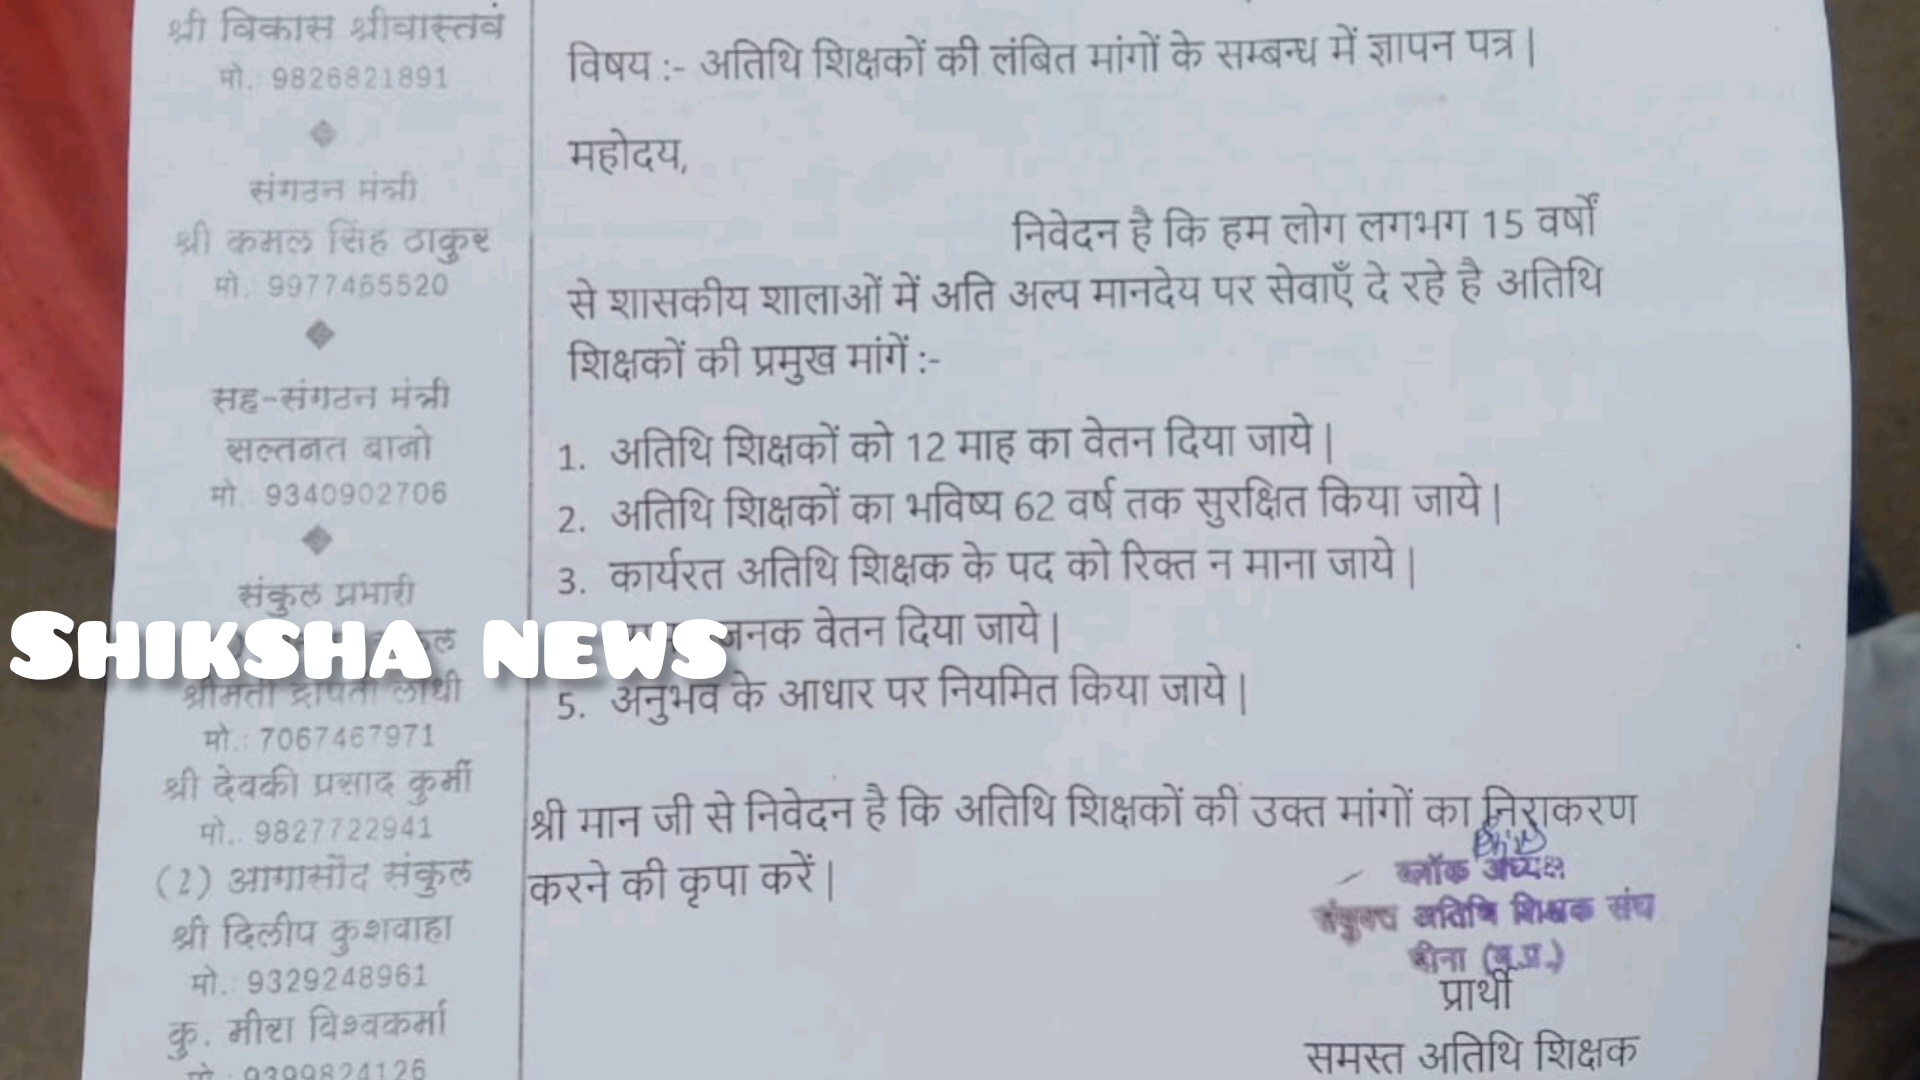 श्री विकास श्रीवास्तव
मो.: 9826821891
संगठन मंत्री
श्री कमल सिंह ठाकुर
मो. 9977465520
सह-संगठन मंत्री
सल्तनत बानो
मो.: 9340902706
संकुल प्रभारी
श्रीमती
मो.: 7067467971
श्री देवकी प्रसाद कुर्मी
मो.. 9827722941
(2) आगासौद संकुल
श्री दिलीप कुशवाहा
मो.: 9329248961
कु. मीरा विश्वकर्मा
मो.: 9399824126
विषय :- अतिथि शिक्षकों की लंबित मांगों के सम्बन्ध में ज्ञापन पत्र |
महोदय,
निवेदन है कि हम लोग लगभग 15 वर्षों
से शासकीय शालाओं में अति अल्प मानदेय पर सेवाएँ दे रहे है अतिथि
शिक्षकों की प्रमुख मांगें :-
1. अतिथि शिक्षकों को 12 माह का वेतन दिया जाये |
2. अतिथि शिक्षकों का भविष्य 62 वर्ष तक सुरक्षित किया जाये |
3. कार्यरत अतिथि शिक्षक के पद को रिक्त न माना जाये |
वेतन दिया जाये |
5. अनुभव के आधार पर नियमित किया जाये |
श्री मान जी से निवेदन है कि अतिथि शिक्षकों की उक्त मांगों का निराकरण
करने की कृपा करें |
ब्लॉक अध्यक्ष
संयुक्त अतिथि शिक्षक संघ
बीना (म.प्र.)
प्रार्थी
समस्त अतिथि शिक्षक
SHIKSHA NEWS